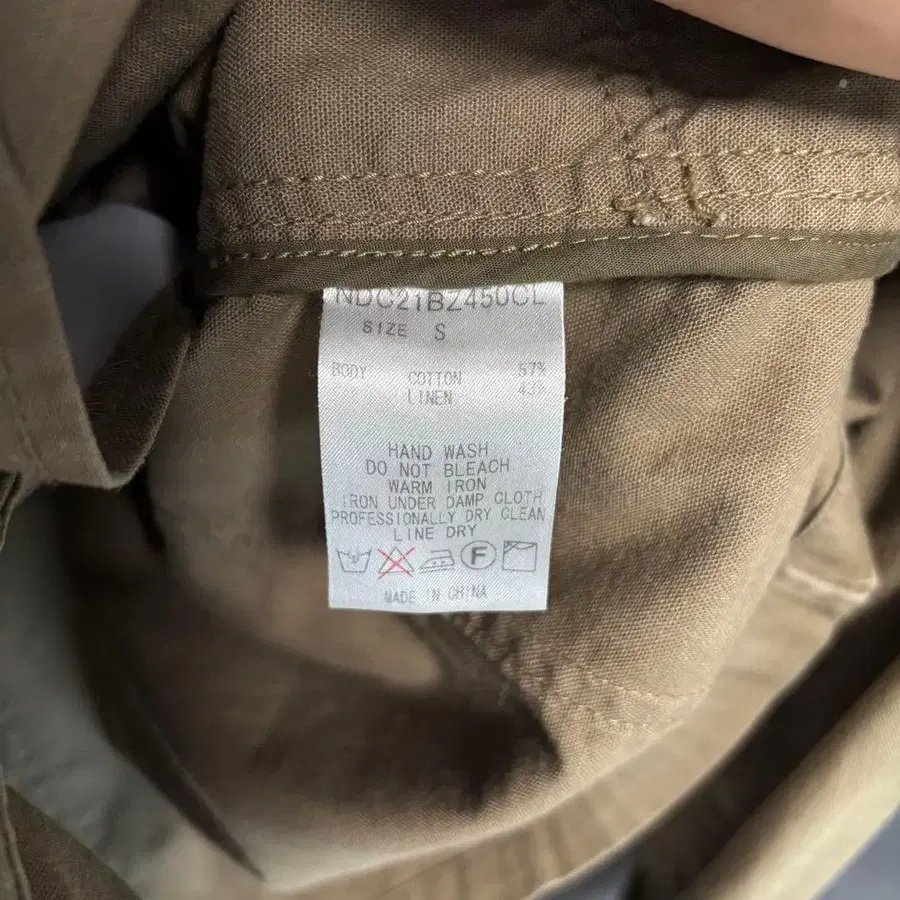 NDC21BZ450CL
SIZE S
BODY COTTON 57%
LINEN 43%
HAND WASH
DO NOT BLEACH
WARM IRON
IRON UNDER DAMP CLOTH
PROFESSIONALLY DRY CLEAN
LINE DRY
F
MADE IN CHINA